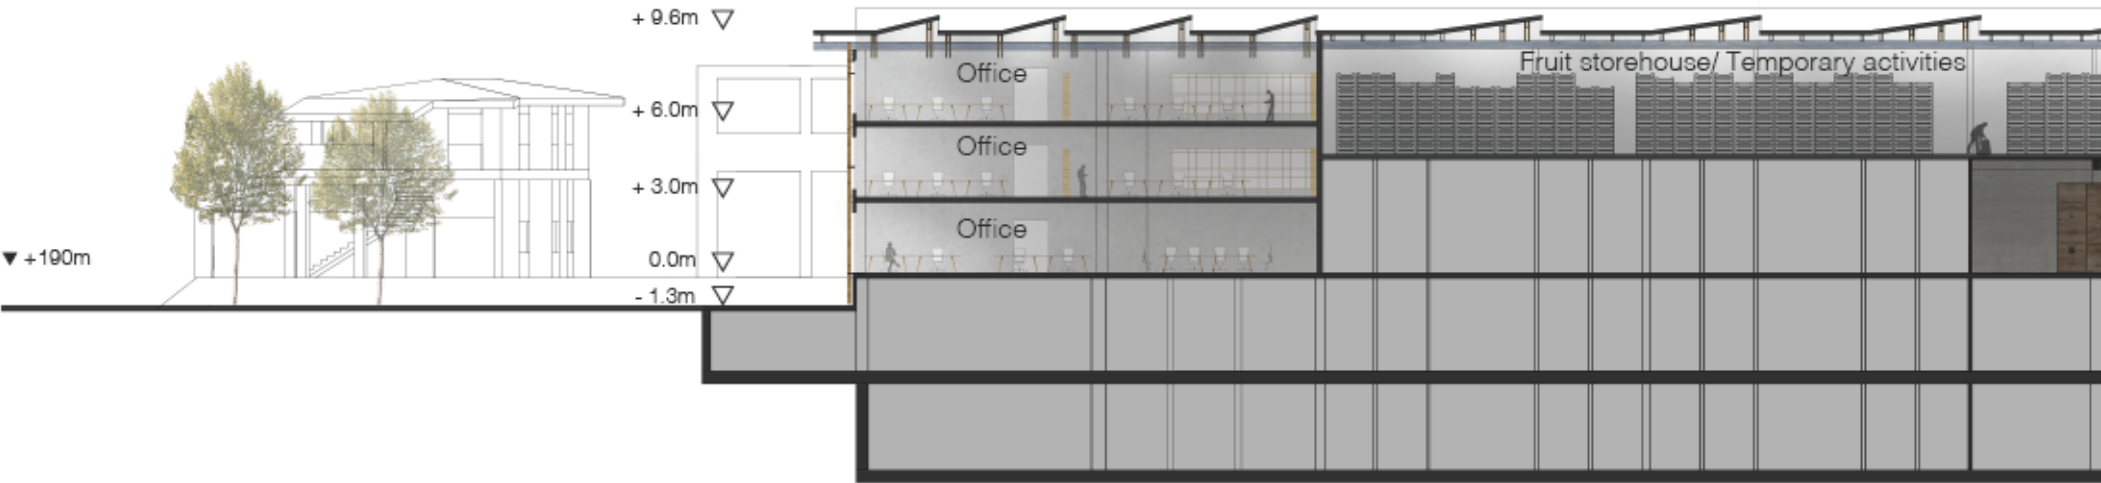 + 9.6m
Office
Fruit storehouse/ Temporary activities
+ 6.0m
Office
+ 3.0m
Office
0.0m
+190m
- 1.3m